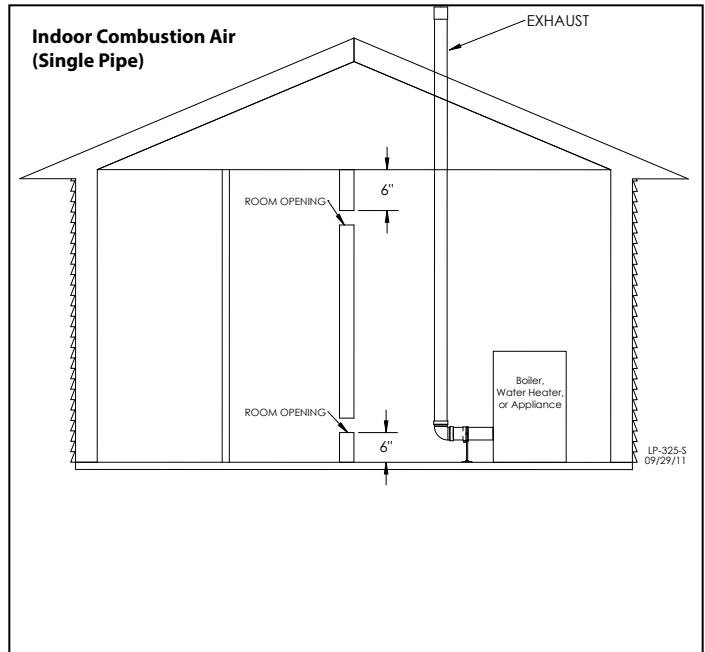 Indoor Combustion Air
(Single Pipe)
EXHAUST
6"
ROOM OPENING
Boiler,
Water Heater,
or Appliance
ROOM OPENING
6"
LP-325-S
09/29/11